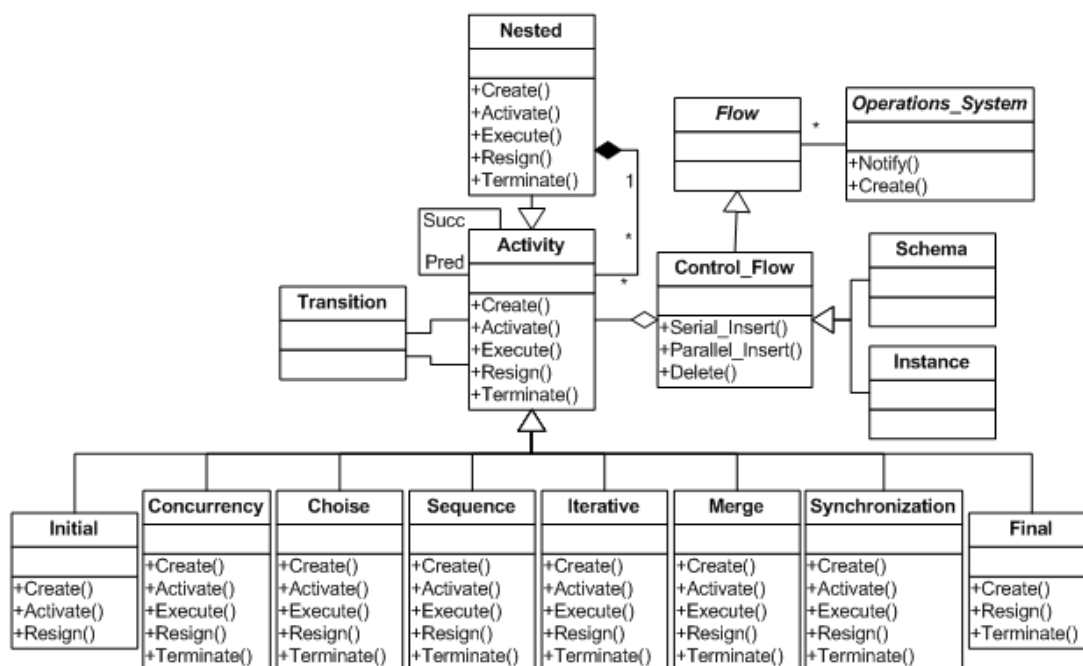 Nested
+Create()
+Activate()
+Execute()
+Resign()
+Terminate()
Flow
*
Operations_System
+Notify()
+Create()
1
*
*
Succ
Pred
Activity
+Create()
+Activate()
+Execute()
+Resign()
+Terminate()
Transition
Control_Flow
+Serial_Insert()
+Parallel_Insert()
+Delete()
Schema
Instance
Initial
+Create()
+Activate()
+Resign()
Concurrency
+Create()
+Activate()
+Execute()
+Resign()
+Terminate()
Choise
+Create()
+Activate()
+Execute()
+Resign()
+Terminate()
Sequence
+Create()
+Activate()
+Execute()
+Resign()
+Terminate()
Iterative
+Create()
+Activate()
+Execute()
+Resign()
+Terminate()
Merge
+Create()
+Activate()
+Execute()
+Resign()
+Terminate()
Synchronization
+Create()
+Activate()
+Execute()
+Resign()
+Terminate()
Final
+Create()
+Resign()
+Terminate()